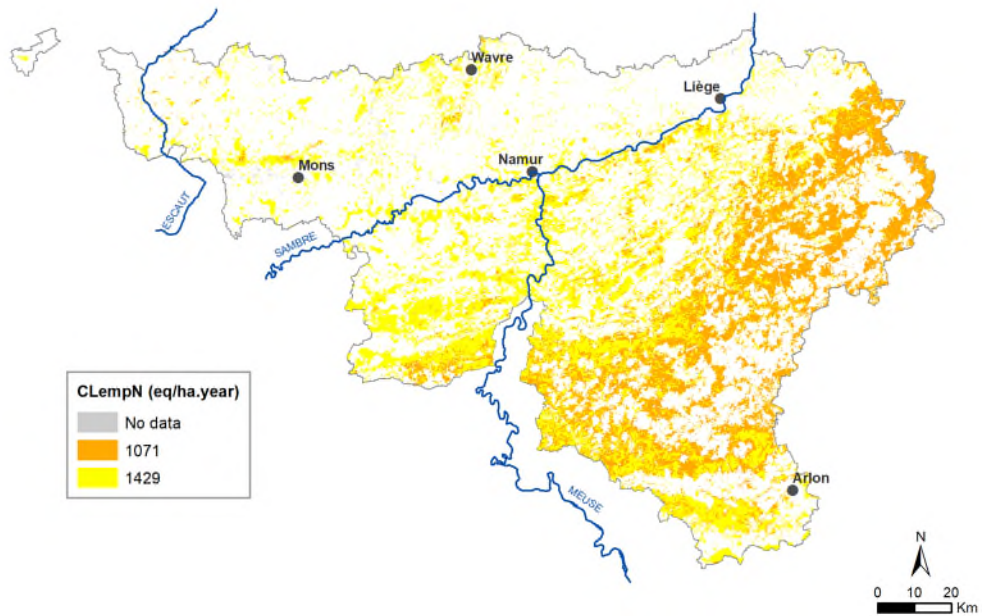 Wavre
Liège
Mons
Namur
ESCAUT
SAMBRE
CLempN (eq/ha.year)
No data
1071
1429
Arlon
MEUSE
N
0 10 20
Km